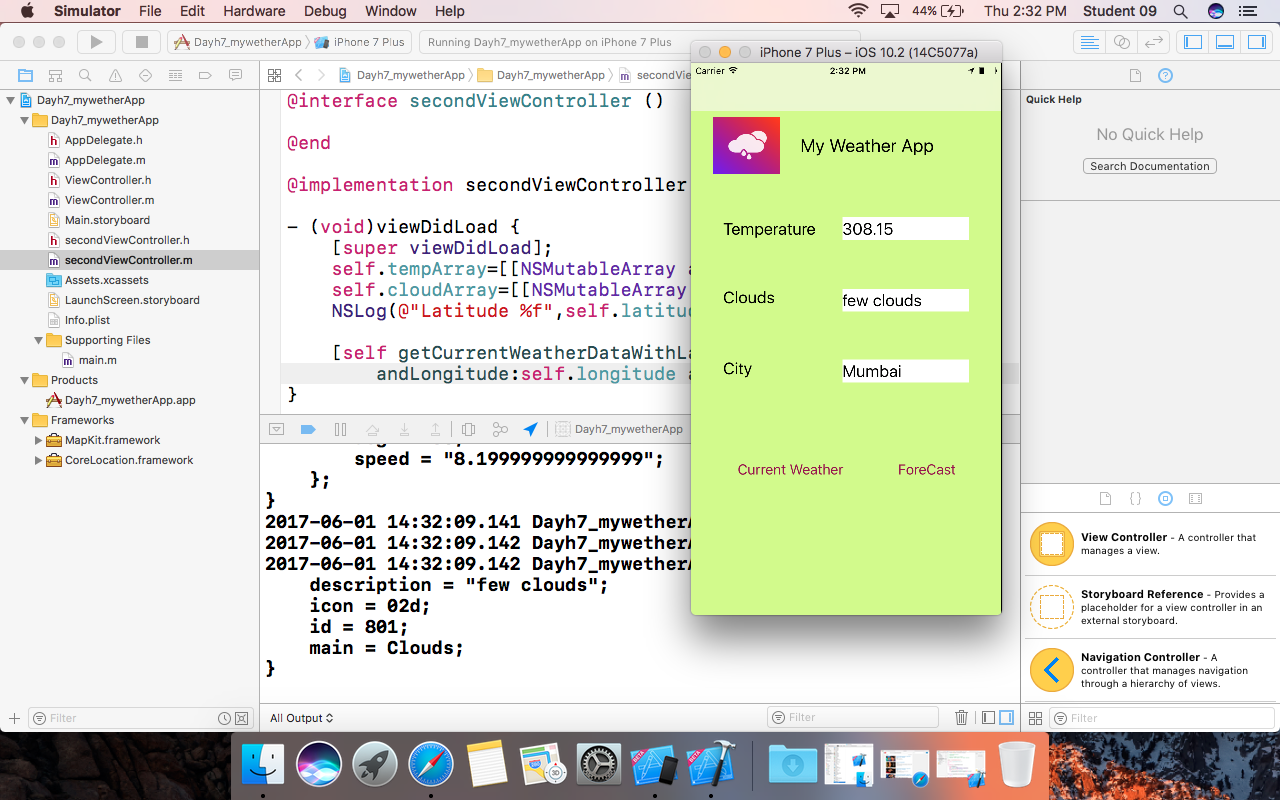 Simulator File Edit Hardware Debug Window Help 44% Thu 2:32 PM Student 09
Dayh7_mywetherApp iPhone 7 Plus
Running Dayh7_mywetherApp on iPhone 7 Plus
Dayh7_mywetherApp
Dayh7_mywetherApp
AppDelegate.h
AppDelegate.m
ViewController.h
ViewController.m
Main.storyboard
secondViewController.h
secondViewController.m
Assets.xcassets
LaunchScreen.storyboard
Info.plist
Supporting Files
main.m
Products
Dayh7_mywetherApp.app
Frameworks
MapKit.framework
CoreLocation.framework
Filter
Dayh7_mywetherApp Dayh7_mywetherApp
@interface secondViewController ()
@end
@implementation secondViewController
- (void)viewDidLoad {
[super viewDidLoad];
self.tempArray=[[NSMutableArray
self.cloudArray=[[NSMutableArray
NSLog(@"Latitude %f",self.latitud
[self getCurrentWeatherDataWithLa
andLongitude:self.longitude
}
Dayh7_mywetherApp
speed = "8.199999999999999";
};
}
2017-06-01 14:32:09.141 Dayh7_mywetherA
2017-06-01 14:32:09.142 Dayh7_mywetherA
2017-06-01 14:32:09.142 Dayh7_mywetherA
description = "few clouds";
icon = 02d;
id = 801;
main = Clouds;
}
All Output
Filter
iPhone 7 Plus – iOS 10.2 (14C5077a)
Carrier 2:32 PM
My Weather App
Temperature 308.15
Clouds few clouds
City Mumbai
Current Weather ForeCast
Quick Help
No Quick Help
Search Documentation
View Controller - A controller that
manages a view.
Storyboard Reference - Provides a
placeholder for a view controller in an
external storyboard.
Navigation Controller - A
controller that manages navigation
through a hierarchy of views.
Filter